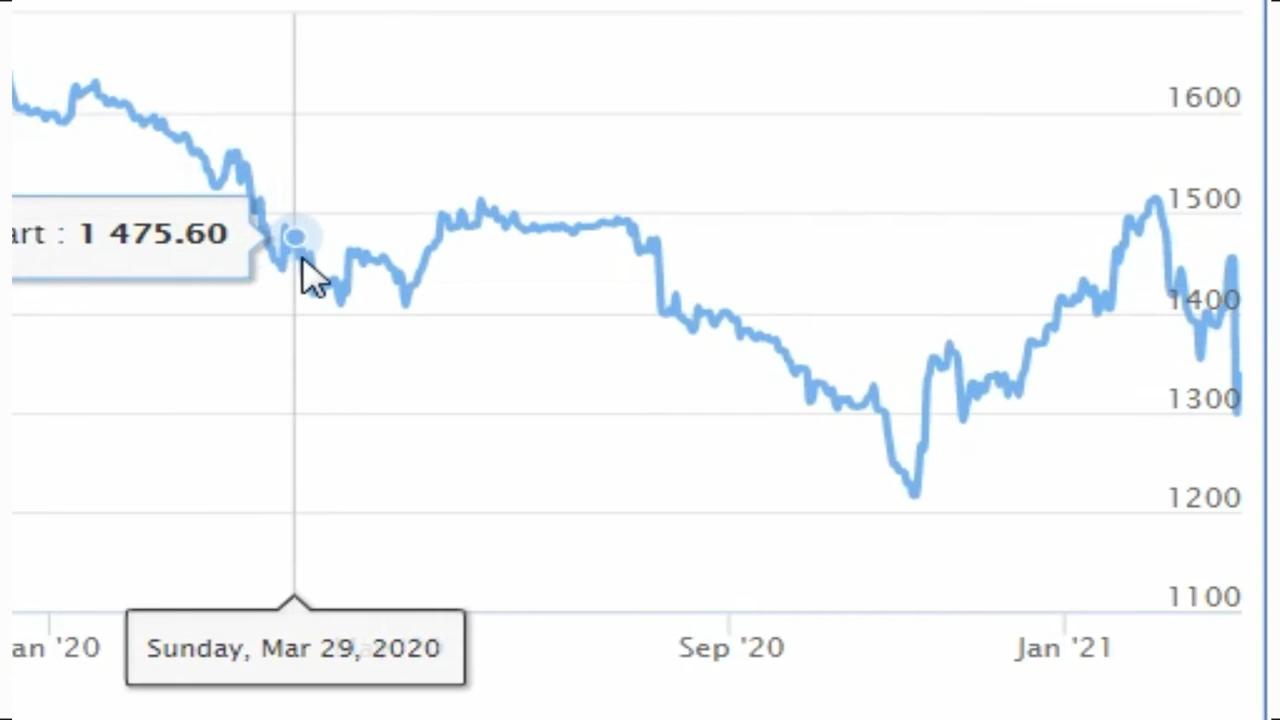 1600
1500
art : 1 475.60
1400
1300
1200
1100
an '20
Sunday, Mar 29, 2020
Sep '20
Jan '21